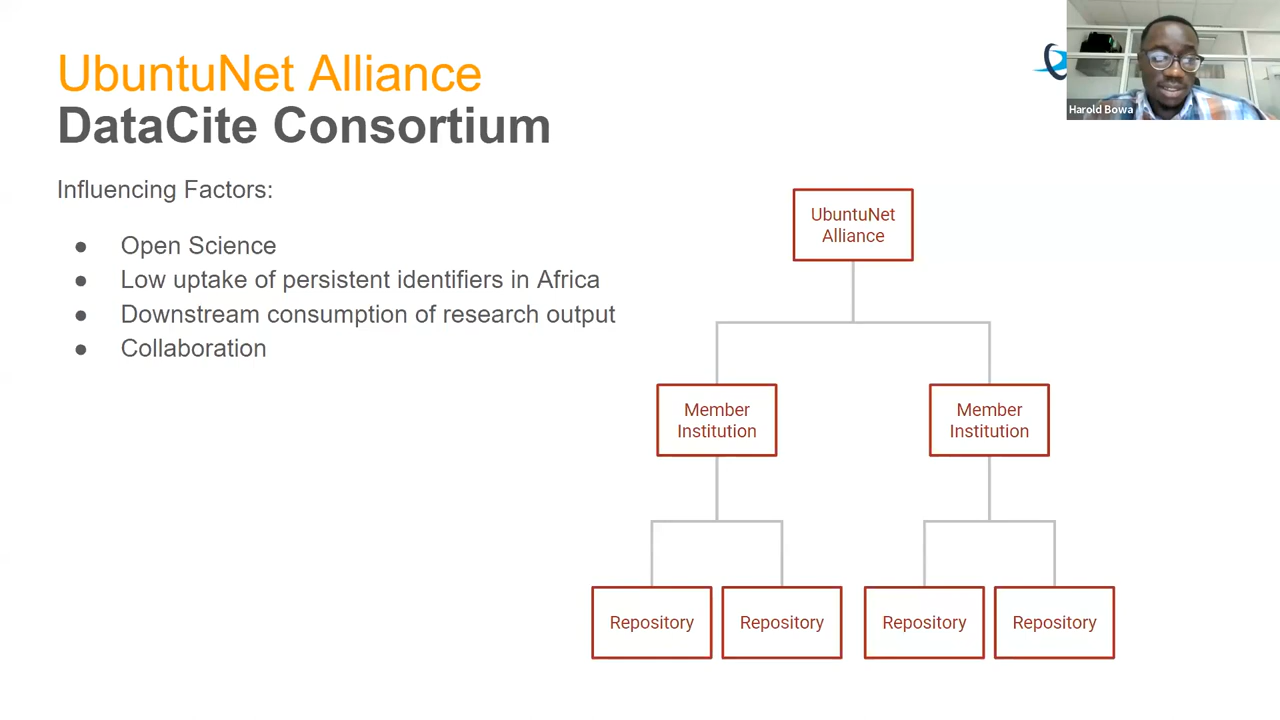 UbuntuNet Alliance
DataCite Consortium
Harold Bowa
Influencing Factors:
● Open Science
● Low uptake of persistent identifiers in Africa
● Downstream consumption of research output
● Collaboration
UbuntuNet
Alliance
Member
Institution
Member
Institution
Repository
Repository
Repository
Repository